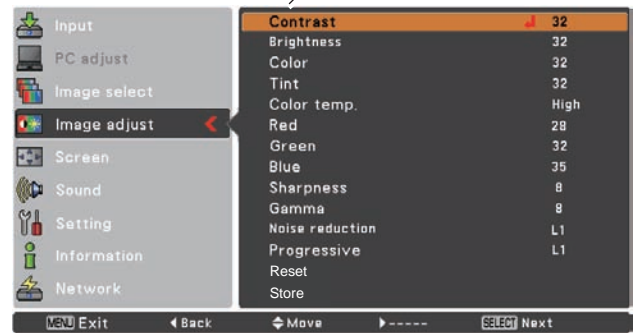 Input
PC adjust
Image select
Image adjust
Screen
Sound
Setting
Information
Network
Contrast 32
Brightness 32
Color 32
Tint 32
Color temp. High
Red 28
Green 32
Blue 35
Sharpness 8
Gamma 8
Noise reduction L1
Progressive L1
Reset
Store
MENU Exit Back Move ----- SELECT Next